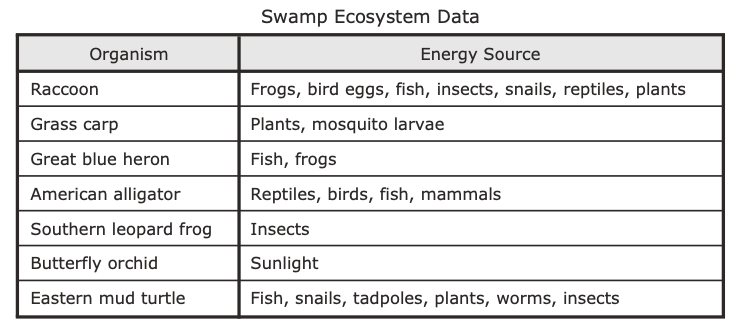 Swamp Ecosystem Data
Organism Energy Source
Raccoon Frogs, bird eggs, fish, insects, snails, reptiles, plants
Grass carp Plants, mosquito larvae
Great blue heron Fish, frogs
American alligator Reptiles, birds, fish, mammals
Southern leopard frog Insects
Butterfly orchid Sunlight
Eastern mud turtle Fish, snails, tadpoles, plants, worms, insects